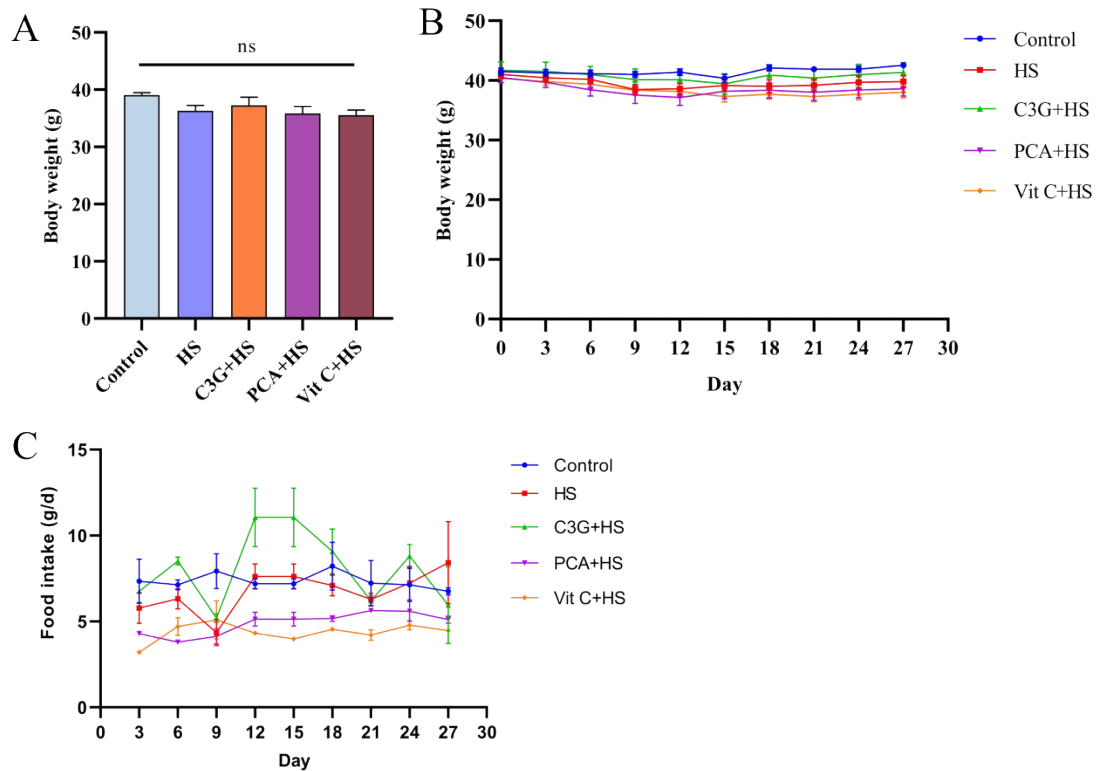 A
50
40
30
20
10
0
Body weight (g)
ns
Control
HS
C3G+HS
PCA+HS
Vit C+HS
B
50
40
30
20
10
0
Body weight (g)
0 3 6 9 12 15 18 21 24 27 30
Day
Control
HS
C3G+HS
PCA+HS
Vit C+HS
C
15
10
5
0
Food Intake (g/d)
0 3 6 9 12 15 18 21 24 27 30
Day
Control
HS
C3G+HS
PCA+HS
Vit C+HS